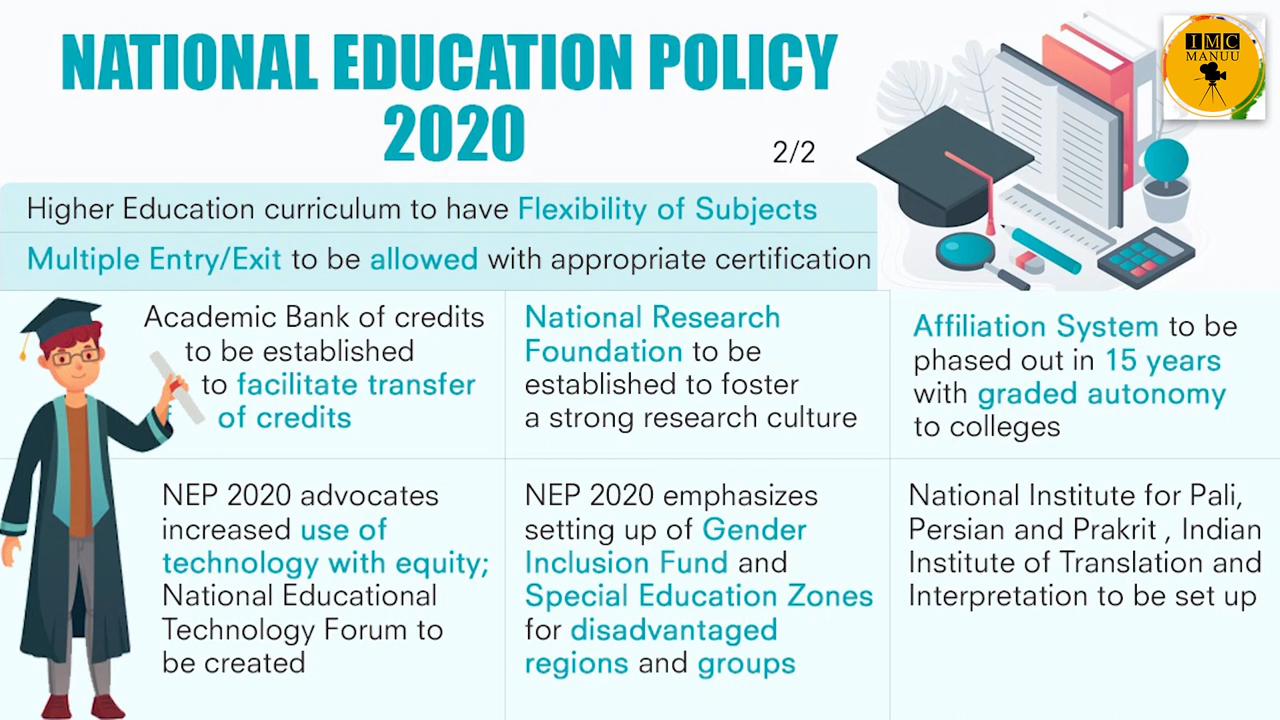 NATIONAL EDUCATION POLICY
2020
2/2
IMC
MANUU
Higher Education curriculum to have Flexibility of Subjects
Multiple Entry/Exit to be allowed with appropriate certification
Academic Bank of credits
to be established
to facilitate transfer
of credits
National Research
Foundation to be
established to foster
a strong research culture
Affiliation System to be
phased out in 15 years
with graded autonomy
to colleges
NEP 2020 advocates
increased use of
technology with equity;
National Educational
Technology Forum to
be created
NEP 2020 emphasizes
setting up of Gender
Inclusion Fund and
Special Education Zones
for disadvantaged
regions and groups
National Institute for Pali,
Persian and Prakrit , Indian
Institute of Translation and
Interpretation to be set up